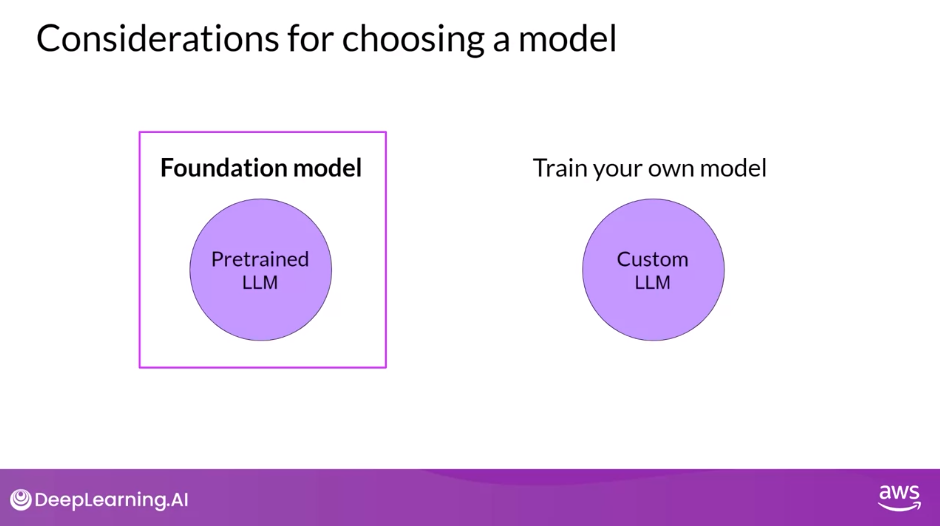 Considerations for choosing a model
Foundation model
Pretrained
LLM
Train your own model
Custom
LLM
DeepLearning.AI
aws